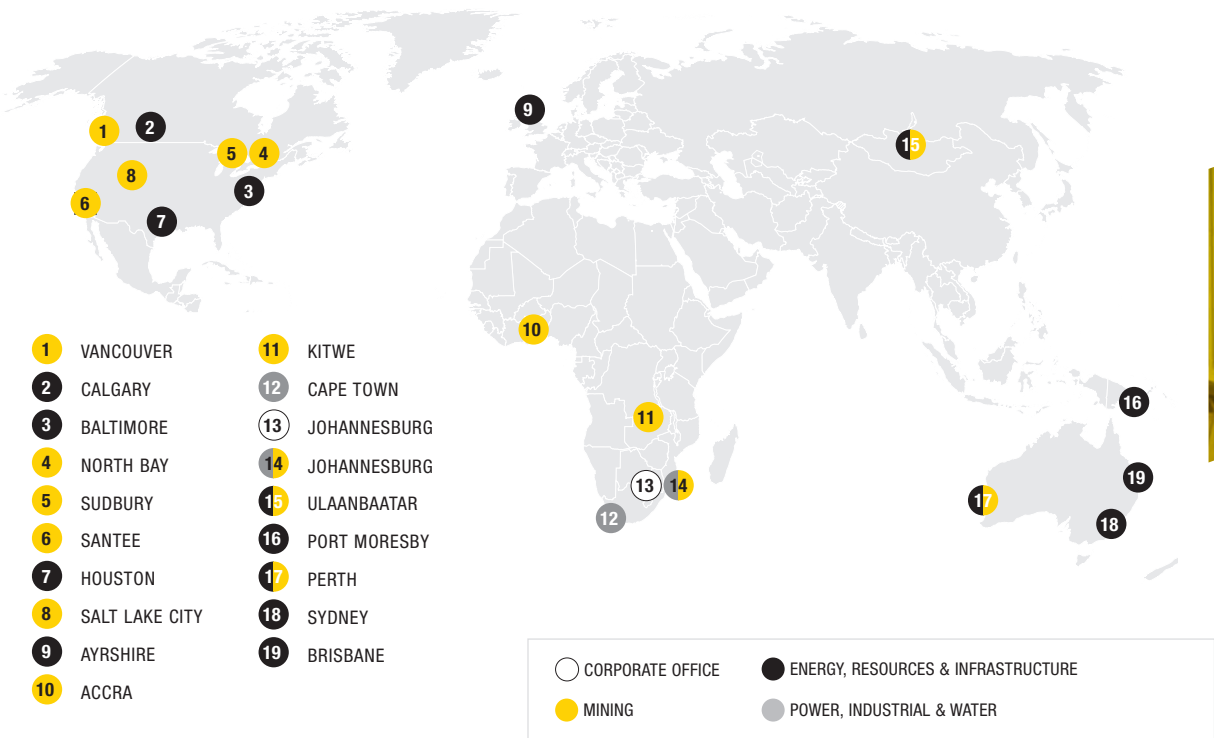 1
2
3
4
5
6
7
8
9
10
11
12
13
14
15
16
17
18
19
1 VANCOUVER
2 CALGARY
3 BALTIMORE
4 NORTH BAY
5 SUDBURY
6 SANTEE
7 HOUSTON
8 SALT LAKE CITY
9 AYRSHIRE
10 ACCRA
11 KITWE
12 CAPE TOWN
13 JOHANNESBURG
14 JOHANNESBURG
15 ULAANBAATAR
16 PORT MORESBY
17 PERTH
18 SYDNEY
19 BRISBANE
CORPORATE OFFICE
ENERGY, RESOURCES & INFRASTRUCTURE
MINING
POWER, INDUSTRIAL & WATER